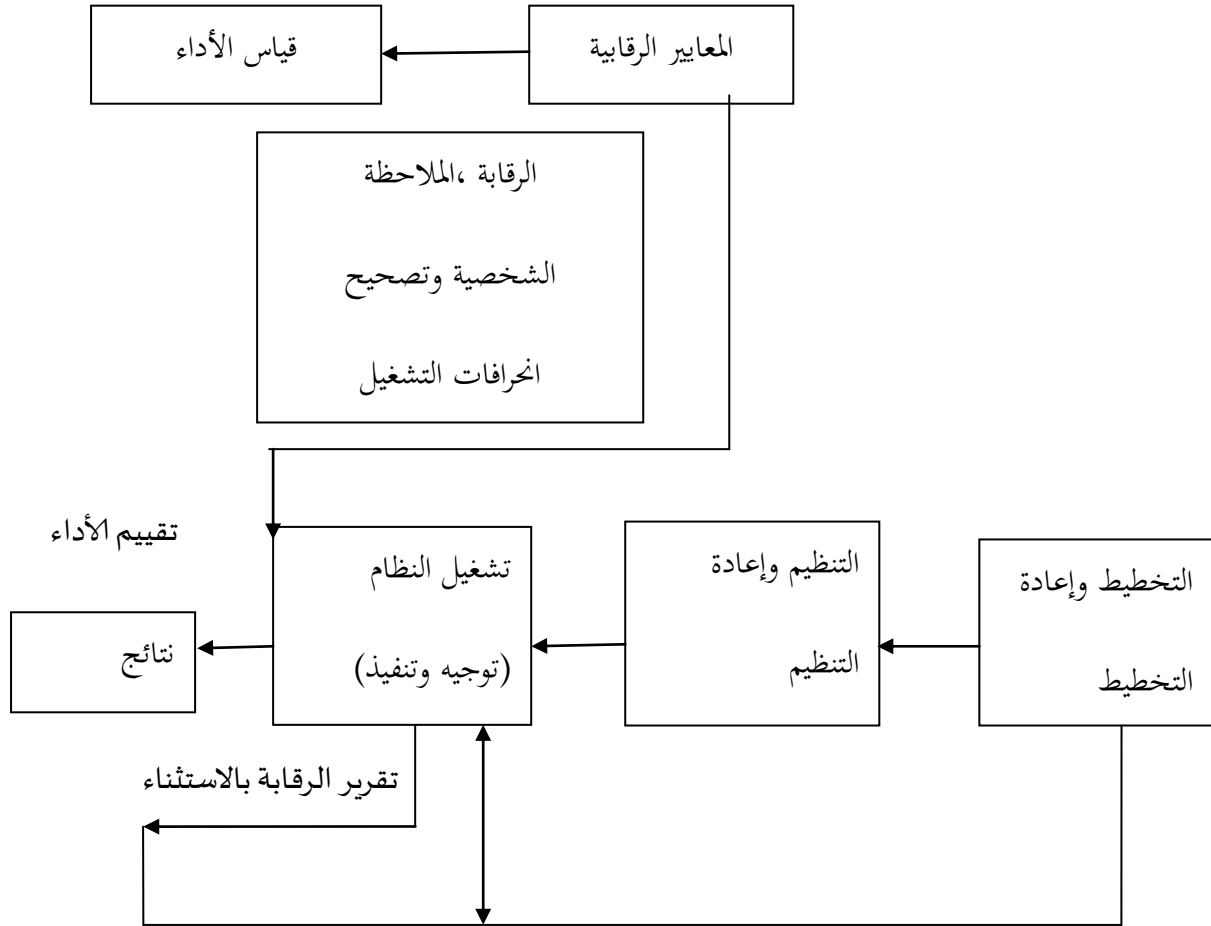 المعايير الرقابية
قياس الأداء
الرقابة ،الملاحظة
الشخصية وتصحيح
انحرافات التشغيل
التخطيط وإعادة
التخطيط
التنظيم وإعادة
التنظيم
تشغيل النظام
(توجيه وتنفيذ)
تقييم الأداء
نتائج
تقرير الرقابة بالاستثناء